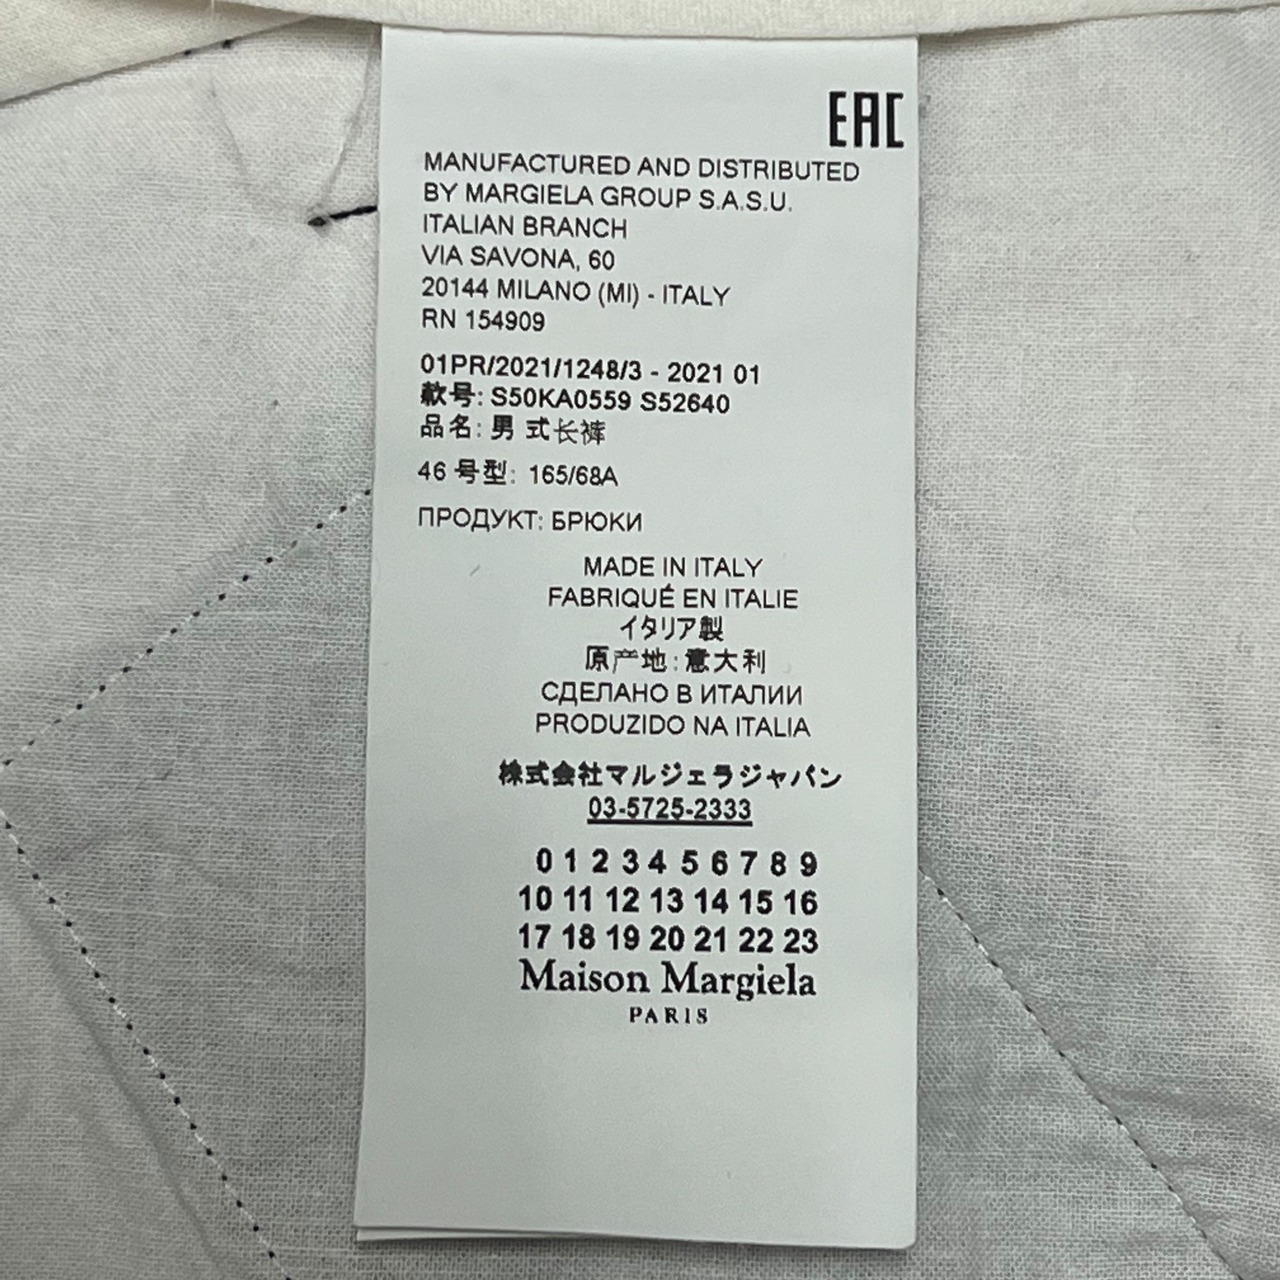 EAC
MANUFACTURED AND DISTRIBUTED
BY MARGIELA GROUP S.A.S.U.
ITALIAN BRANCH
VIA SAVONA, 60
20144 MILANO (MI) - ITALY
RN 154909
01PR/2021/1248/3 - 2021 01
款号: S50KA0559 S52640
品名: 男 式长裤
46 号型: 165/68A
ПРОДУКТ: БРЮКИ
MADE IN ITALY
FABRIQUÉ EN ITALIE
イタリア製
原产地: 意大利
СДЕЛАНО В ИТАЛИИ
PRODUZIDO NA ITALIA
株式会社マルジェラジャパン
03-5725-2333
0 1 2 3 4 5 6 7 8 9
10 11 12 13 14 15 16
17 18 19 20 21 22 23
Maison Margiela
PARIS